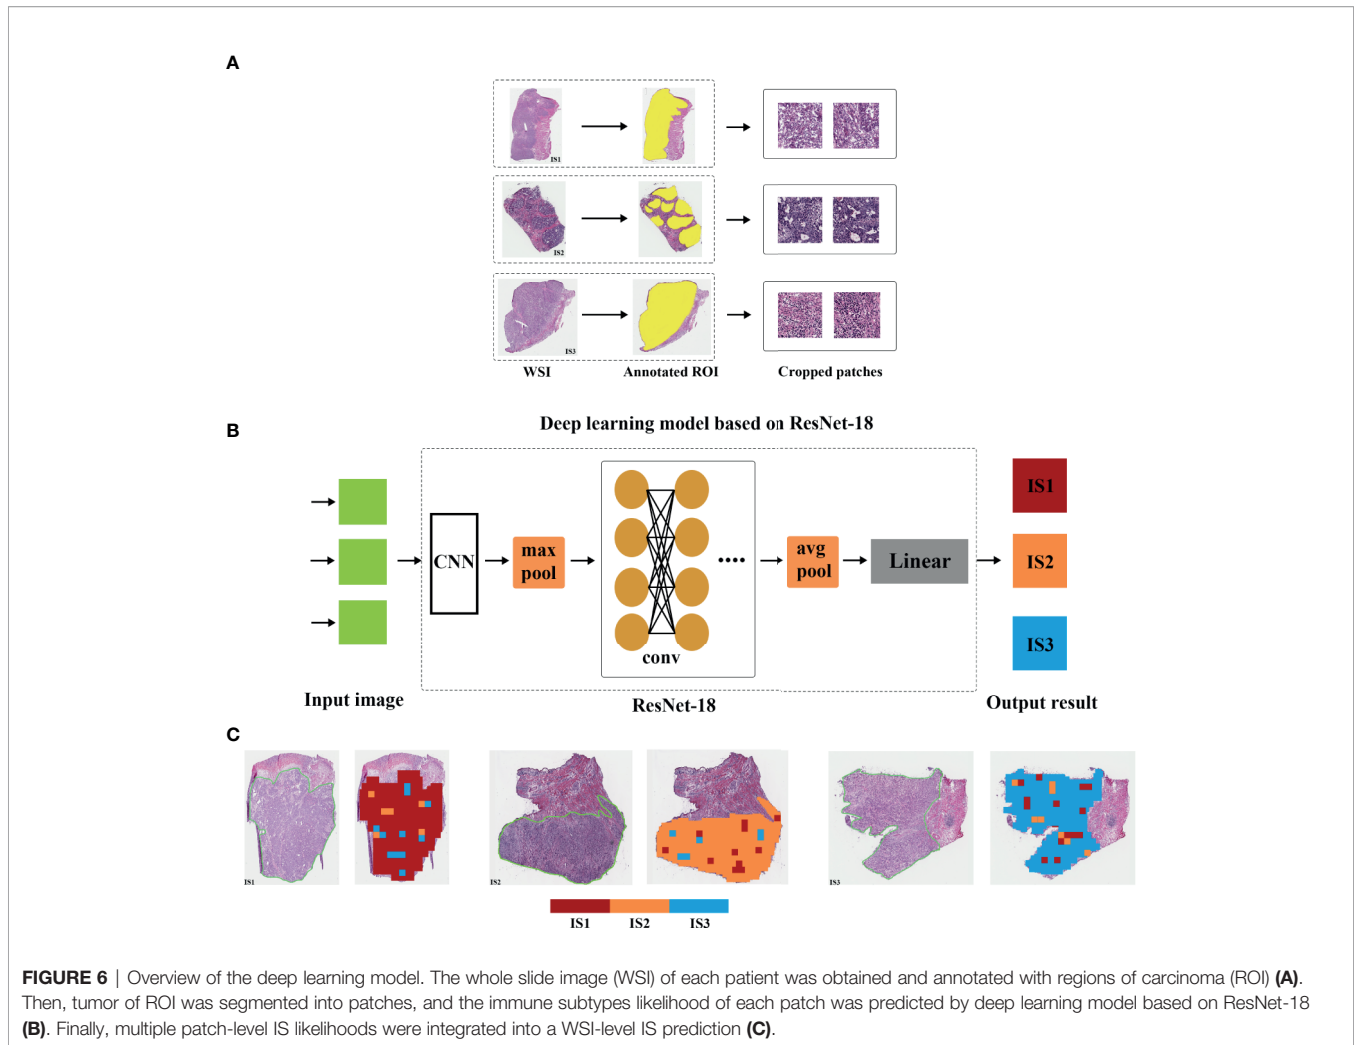 A
IS1
IS2
IS3
WSI
Annotated ROI
Cropped patches
B
Deep learning model based on ResNet-18
CNN
max
pool
conv
....
avg
pool
Linear
IS1
IS2
IS3
Input image
ResNet-18
Output result
C
IS1
IS2
IS3
IS1
IS2
IS3
FIGURE 6 | Overview of the deep learning model. The whole slide image (WSI) of each patient was obtained and annotated with regions of carcinoma (ROI) (A).
Then, tumor of ROI was segmented into patches, and the immune subtypes likelihood of each patch was predicted by deep learning model based on ResNet-18
(B). Finally, multiple patch-level IS likelihoods were integrated into a WSI-level IS prediction (C).